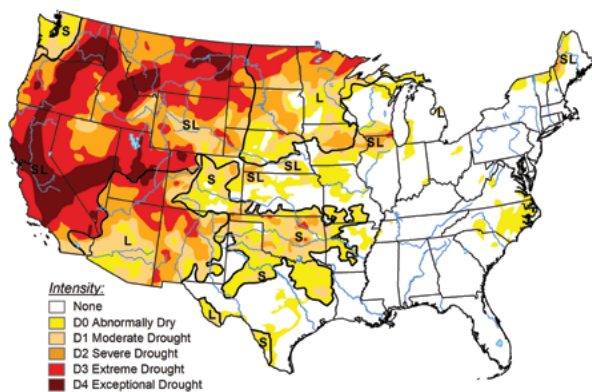 S
SL
L
L
SL
SL
SL
S
SL
SL
L
S
S
L
S
Intensity:
None
D0 Abnormally Dry
D1 Moderate Drought
D2 Severe Drought
D3 Extreme Drought
D4 Exceptional Drought